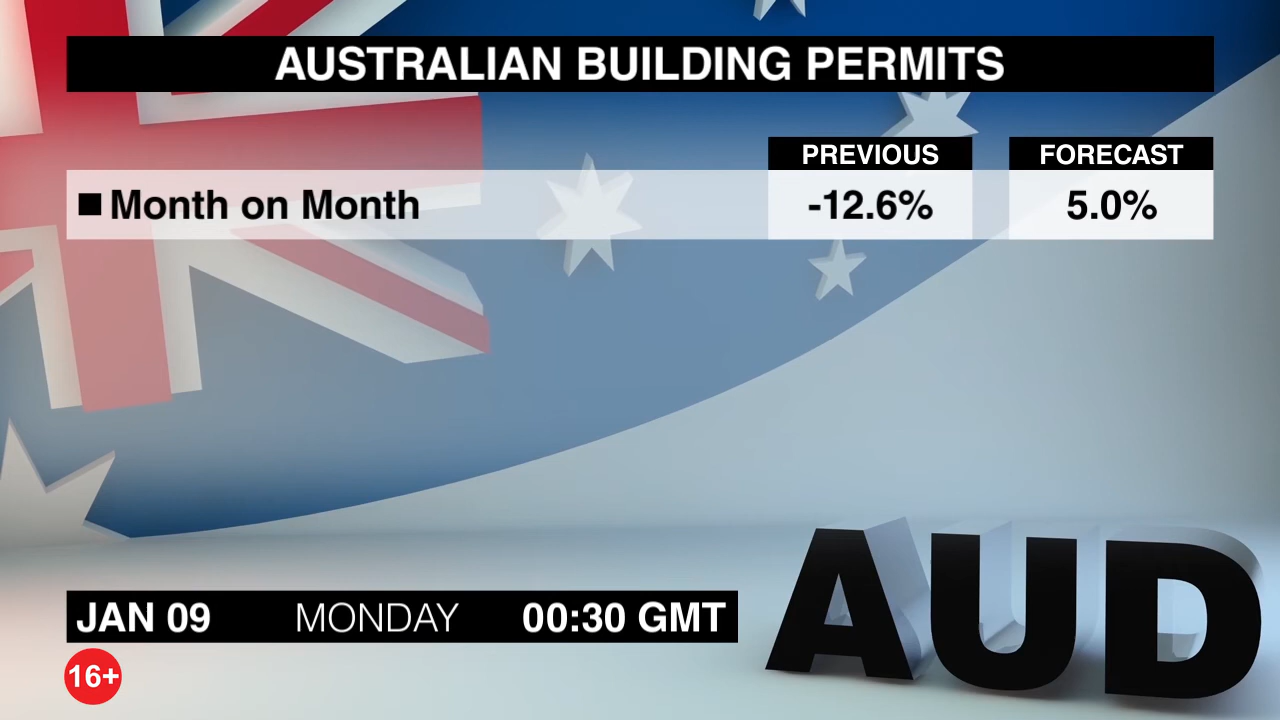 AUSTRALIAN BUILDING PERMITS
PREVIOUS FORECAST
Month on Month -12.6% 5.0%
JAN 09 MONDAY 00:30 GMT
AUD
16+